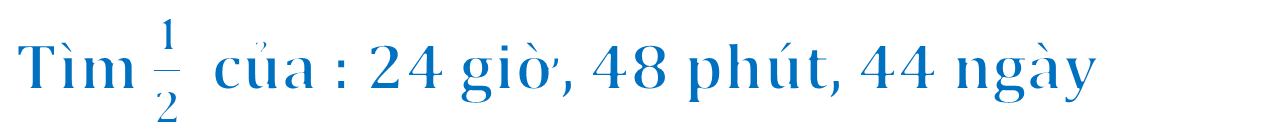 Tìm 1/2 của : 24 giờ, 48 phút, 44 ngày